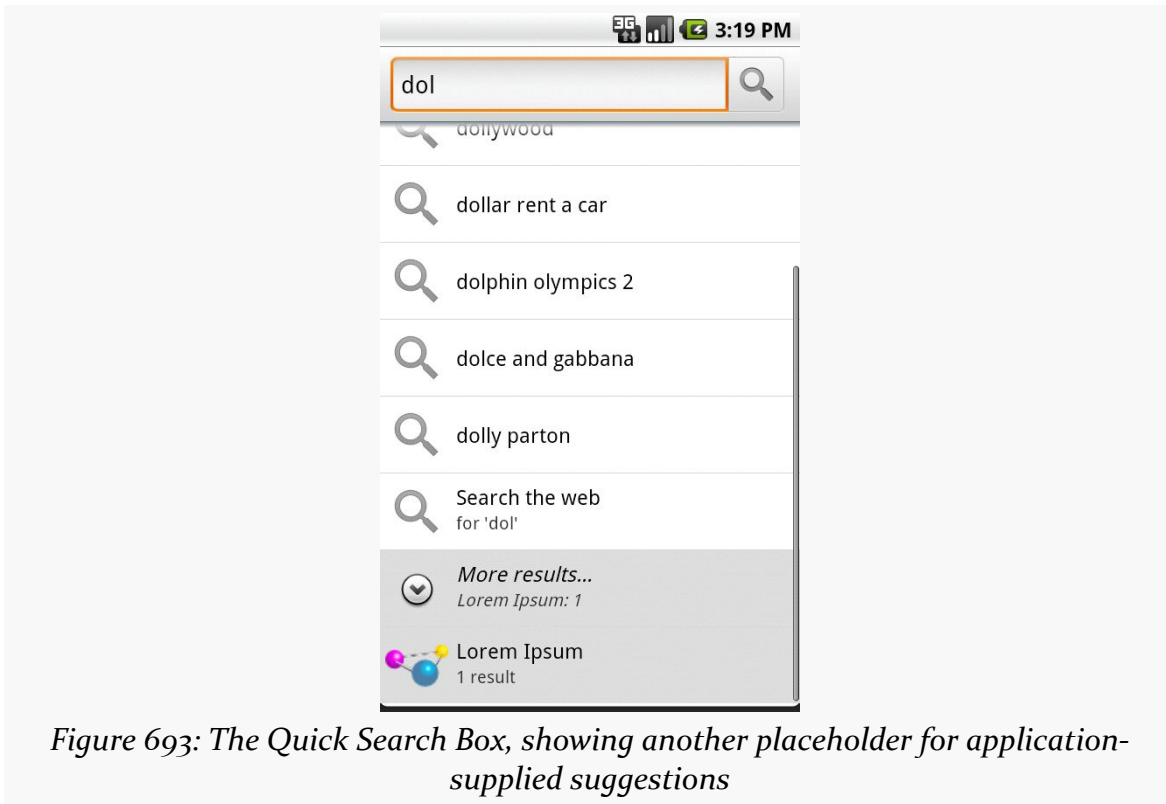 3G
3:19 PM
dol
dollywood
dollar rent a car
dolphin olympics 2
dolce and gabbana
dolly parton
Search the web
for 'dol'
More results...
Lorem Ipsum: 1
Lorem Ipsum
1 result
Figure 693: The Quick Search Box, showing another placeholder for application-
supplied suggestions